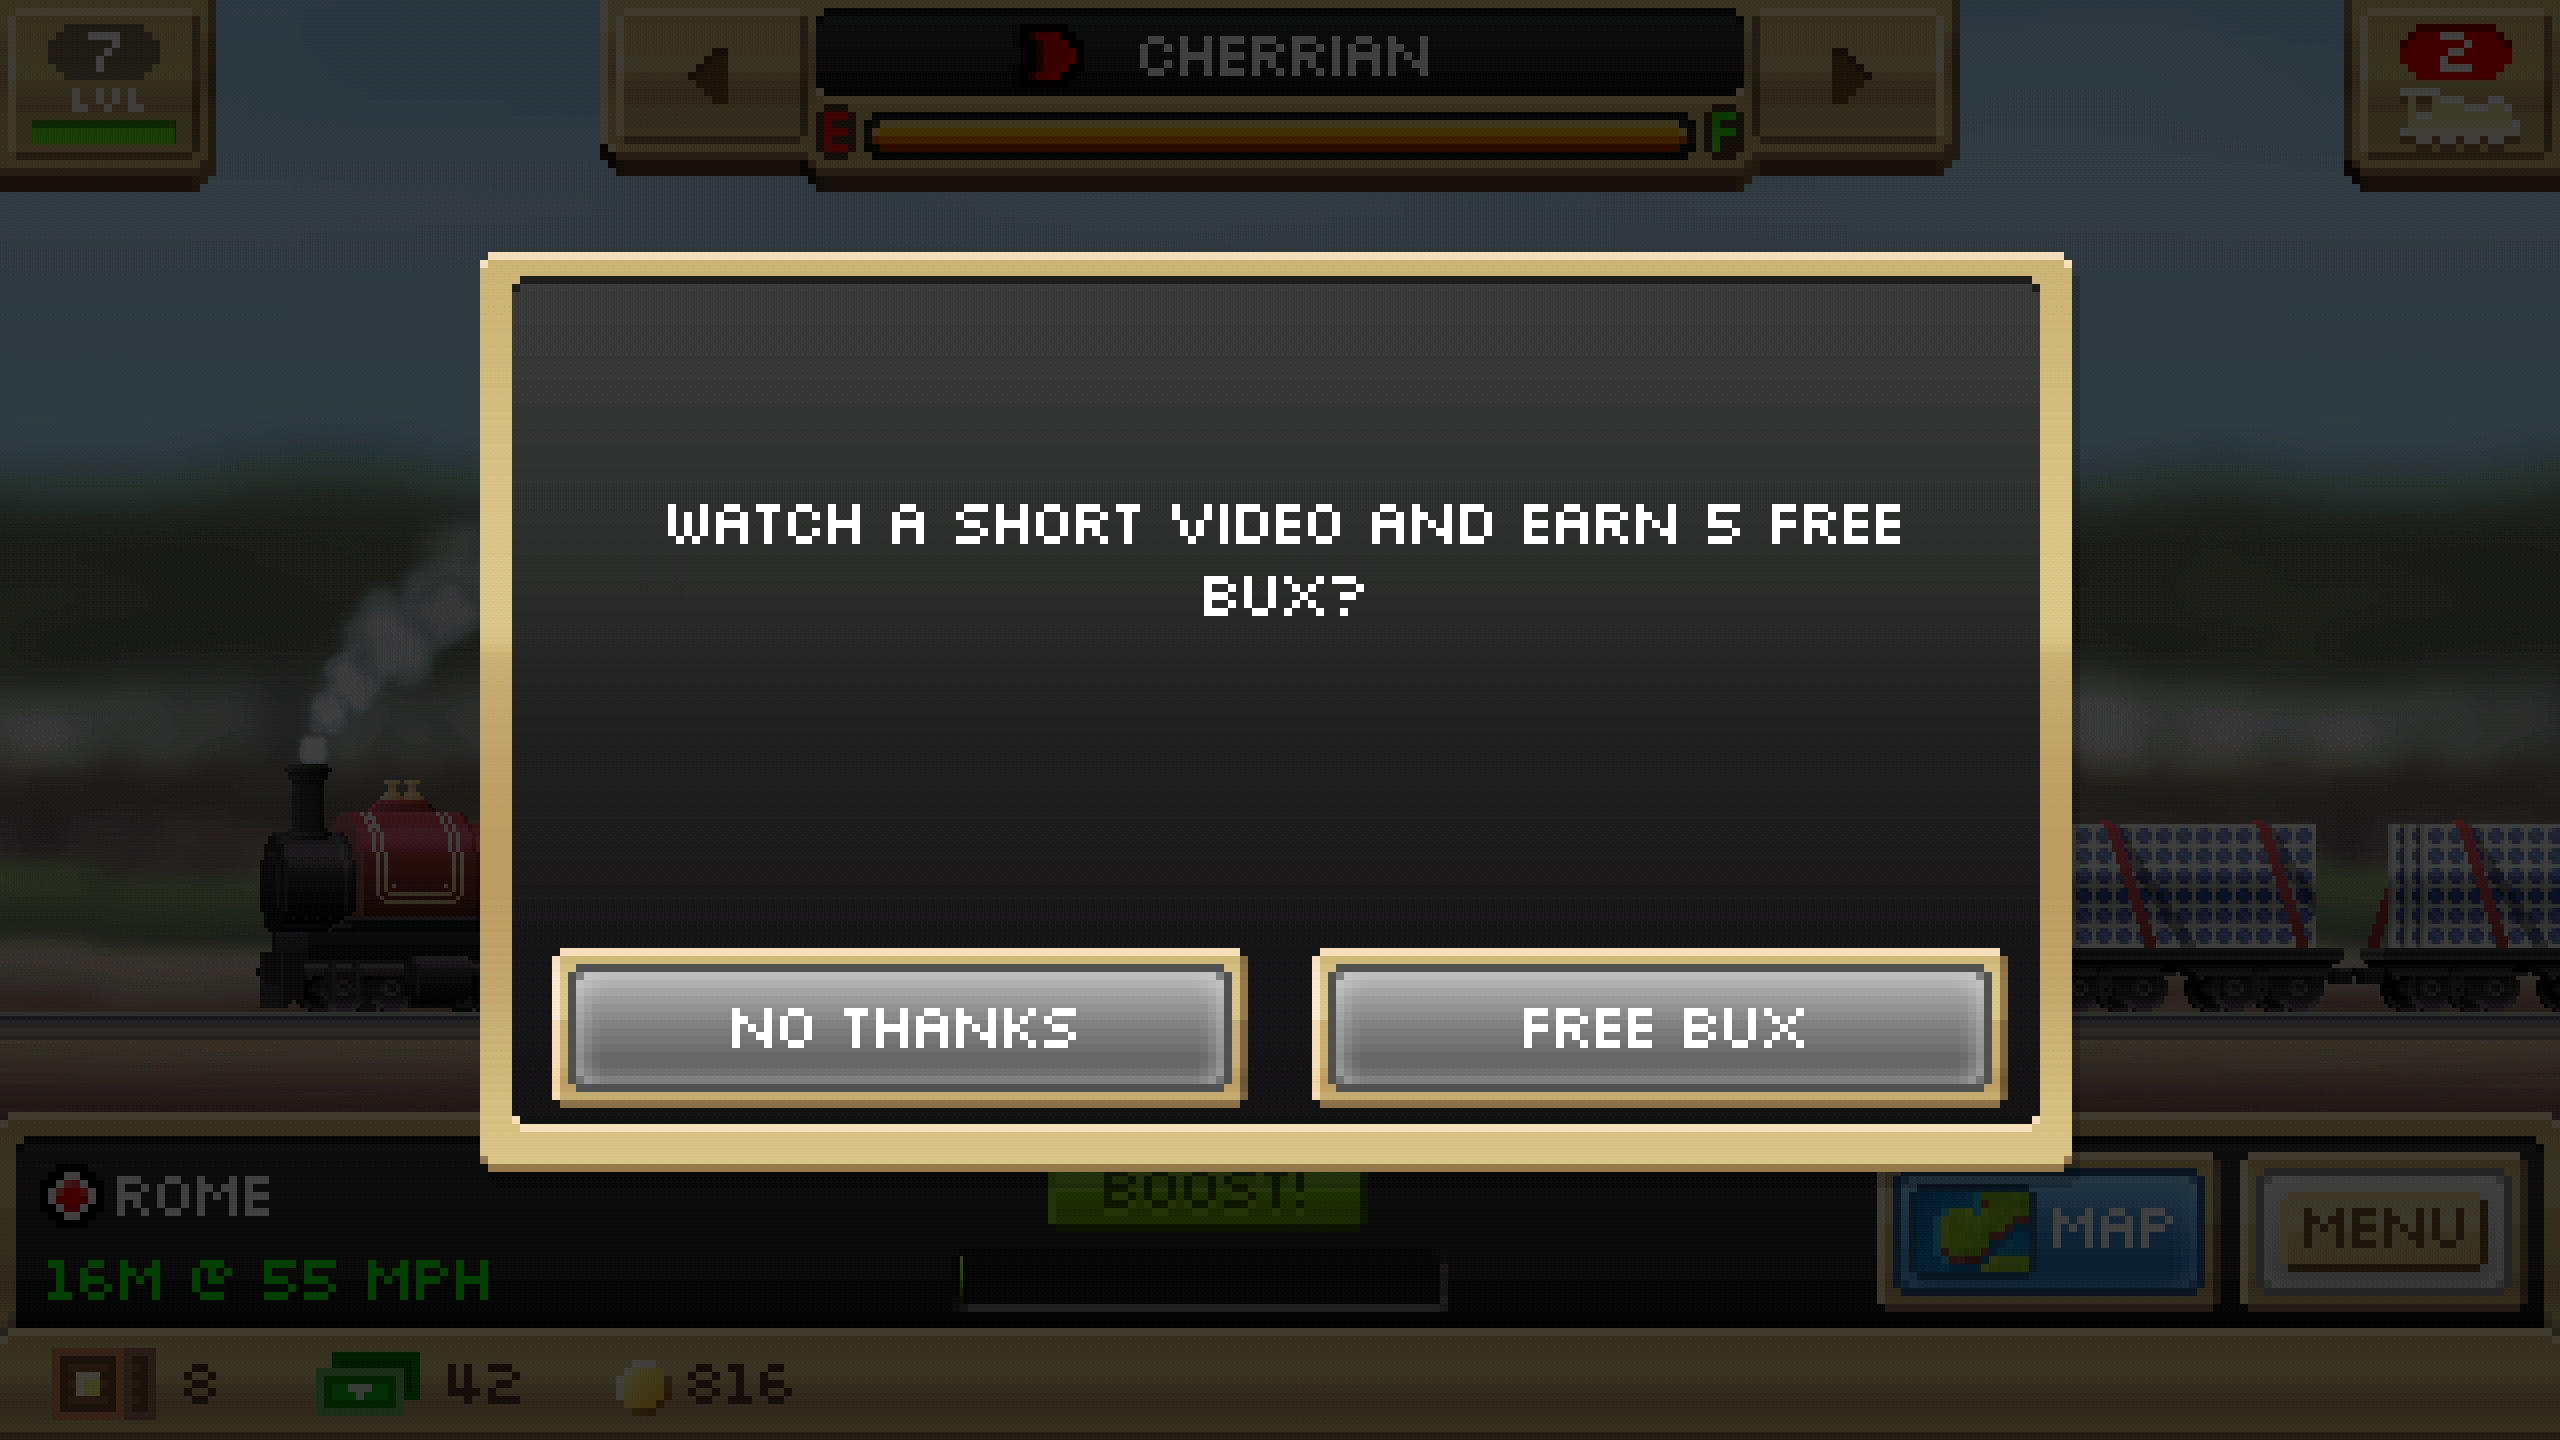 7
LVL
CHERRIAN
E F
2
WATCH A SHORT VIDEO AND EARN 5 FREE
BUX?
NO THANKS
FREE BUX
ROME
16M @ 55 MPH
BOOST!
MAP
MENU
8
42
816